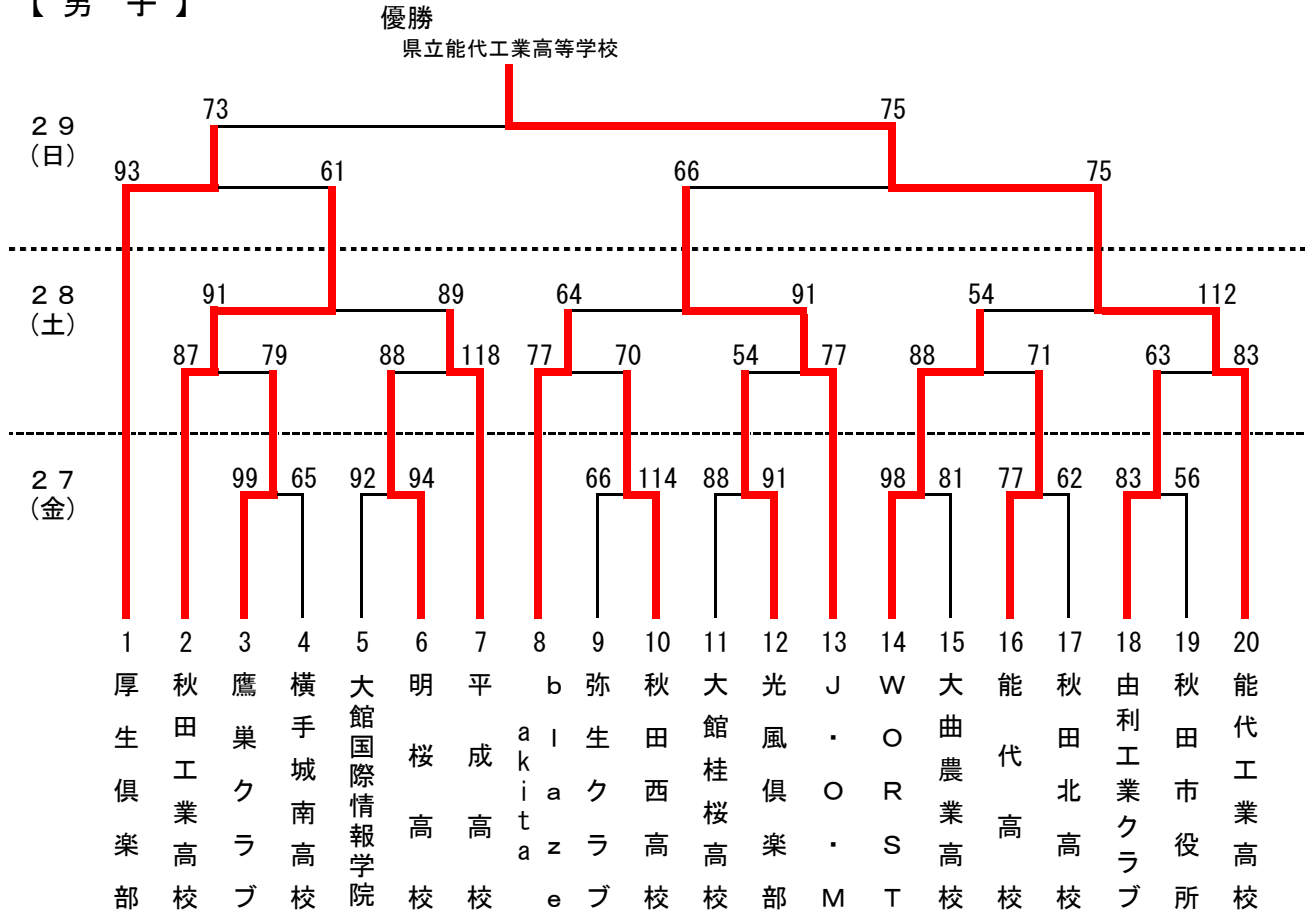 【 男 子 】
優勝
県立能代工業高等学校
73 75
２９
（日）
93 61 66 75
２８
（土）
91 89 64 91 54 112
87 79 88 118 77 70 54 77 88 71 63 83
２７
（金）
99 65 92 94 66 114 88 91 98 81 77 62 83 56
1 2 3 4 5 6 7 8 9 10 11 12 13 14 15 16 17 18 19 20
厚生倶楽部
秋田工業高校
鷹巣クラブ
横手城南高校
大館国際情報学院
明桜高校
平成高校
akita blaze
弥生クラブ
秋田西高校
大館桂桜高校
光風倶楽部
Ｊ・Ｏ・Ｍ
ＷＯＲＳＴ
大曲農業高校
能代高校
秋田北高校
由利工業クラブ
秋田市役所
能代工業高校